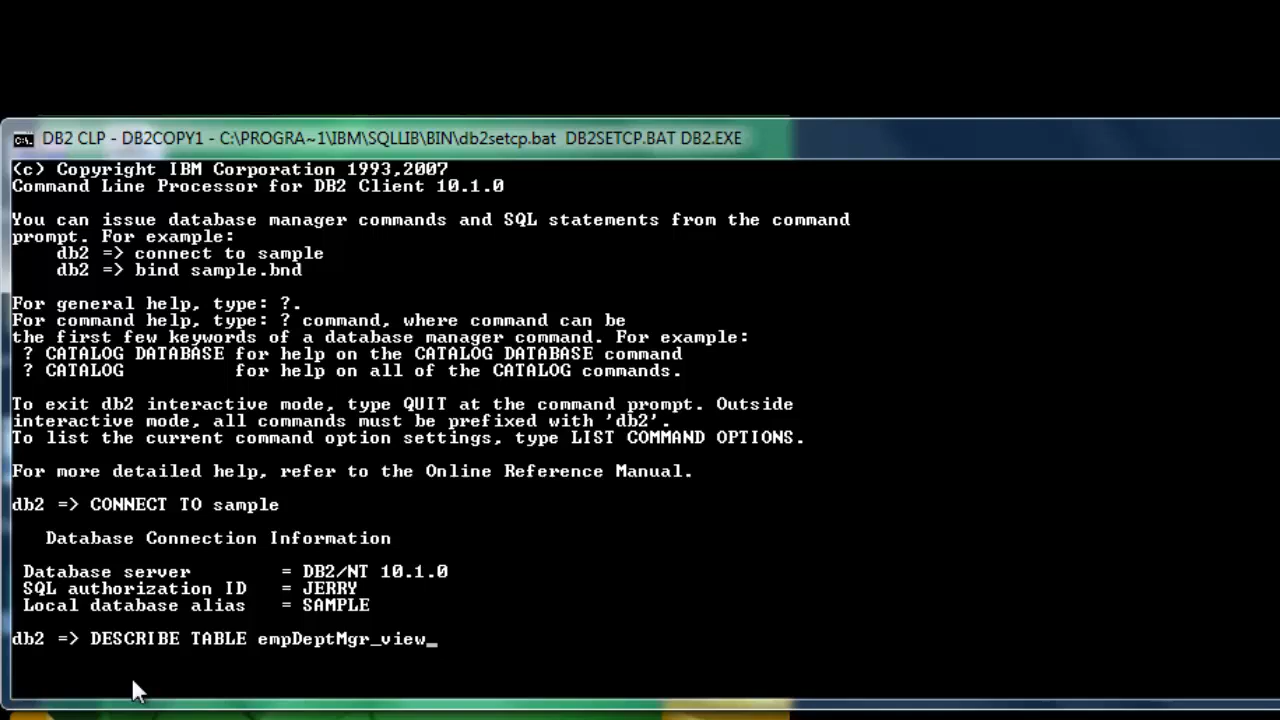 DB2 CLP - DB2COPY1 - C:\PROGRA~1\IBM\SQLLIB\BIN\db2setcp.bat  DB2SETCP.BAT DB2.EXE
(c) Copyright IBM Corporation 1993,2007
Command Line Processor for DB2 Client 10.1.0
You can issue database manager commands and SQL statements from the command
prompt. For example:
    db2 => connect to sample
    db2 => bind sample.bnd
For general help, type: ?.
For command help, type: ? command, where command can be
the first few keywords of a database manager command. For example:
 ? CATALOG DATABASE for help on the CATALOG DATABASE command
 ? CATALOG          for help on all of the CATALOG commands.
To exit db2 interactive mode, type QUIT at the command prompt. Outside
interactive mode, all commands must be prefixed with 'db2'.
To list the current command option settings, type LIST COMMAND OPTIONS.
For more detailed help, refer to the Online Reference Manual.
db2 => CONNECT TO sample
   Database Connection Information
 Database server        = DB2/NT 10.1.0
 SQL authorization ID   = JERRY
 Local database alias   = SAMPLE
db2 => DESCRIBE TABLE empDeptMgr_view_